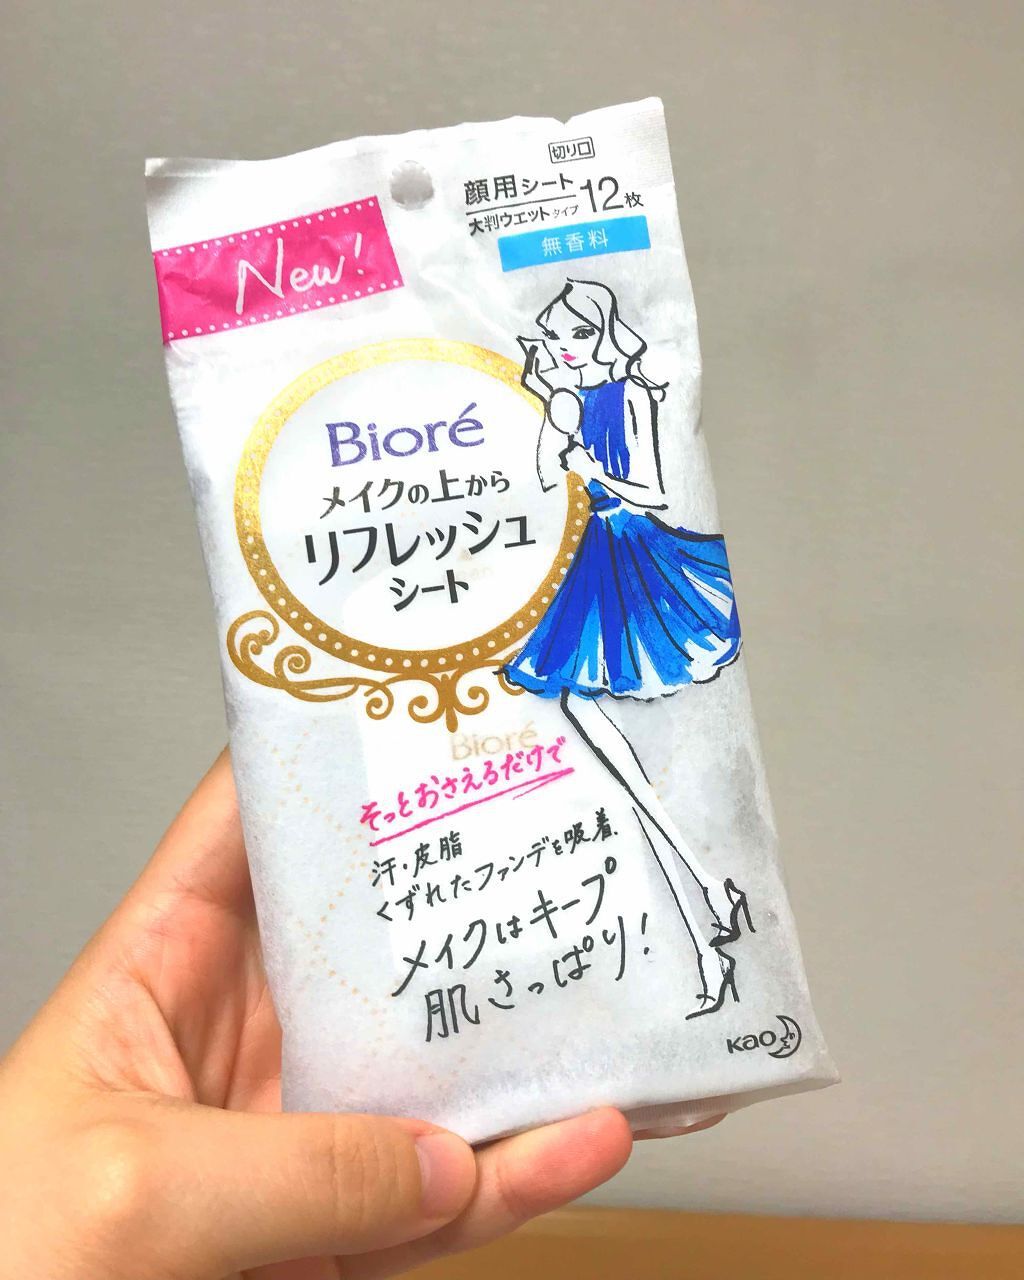 切り口
顔用シート
大判ウエットタイプ
12枚
無香料
New!
Bioré
メイクの上から
リフレッシュ
シート
Bioré
そっとおさえるだけで
汗・皮脂
くずれたファンデを吸着
メイクはキープ
肌さっぱり!
Kao